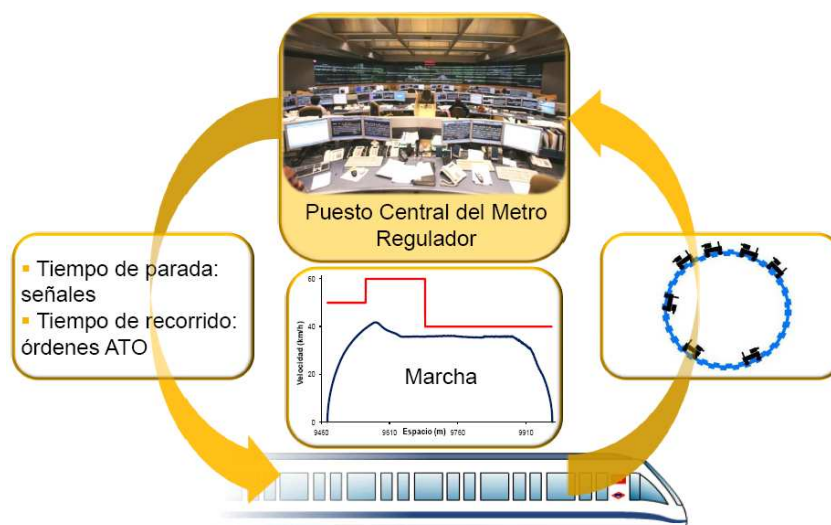 Puesto Central del Metro
Regulador
▪ Tiempo de parada:
señales
▪ Tiempo de recorrido:
órdenes ATO
Velocidad (km/h)
60
40
20
0
Marcha
9460
9610
9760
9910
Espacio (m)